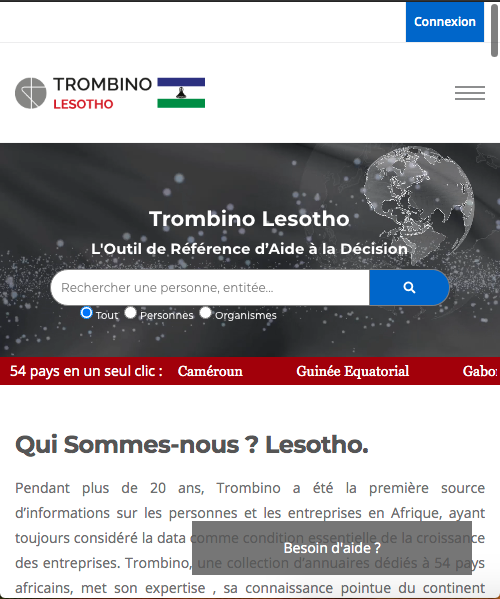 Connexion
TROMBINO
LESOTHO
Trombino Lesotho
L'Outil de Référence d'Aide à la Décision
Rechercher une personne, entitée...
Tout Personnes Organismes
54 pays en un seul clic : Caméroun Guinée Equatorial Gabo
Qui Sommes-nous ? Lesotho.
Pendant plus de 20 ans, Trombino a été la première source
d'informations sur les personnes et les entreprises en Afrique, ayant
toujours considéré la data comme condition essentielle de la croissance
Besoin d'aide ?
des entreprises. Trombino, une collection d'annuaires dédiés à 54 pays
africains, met son expertise , sa connaissance pointue du continent